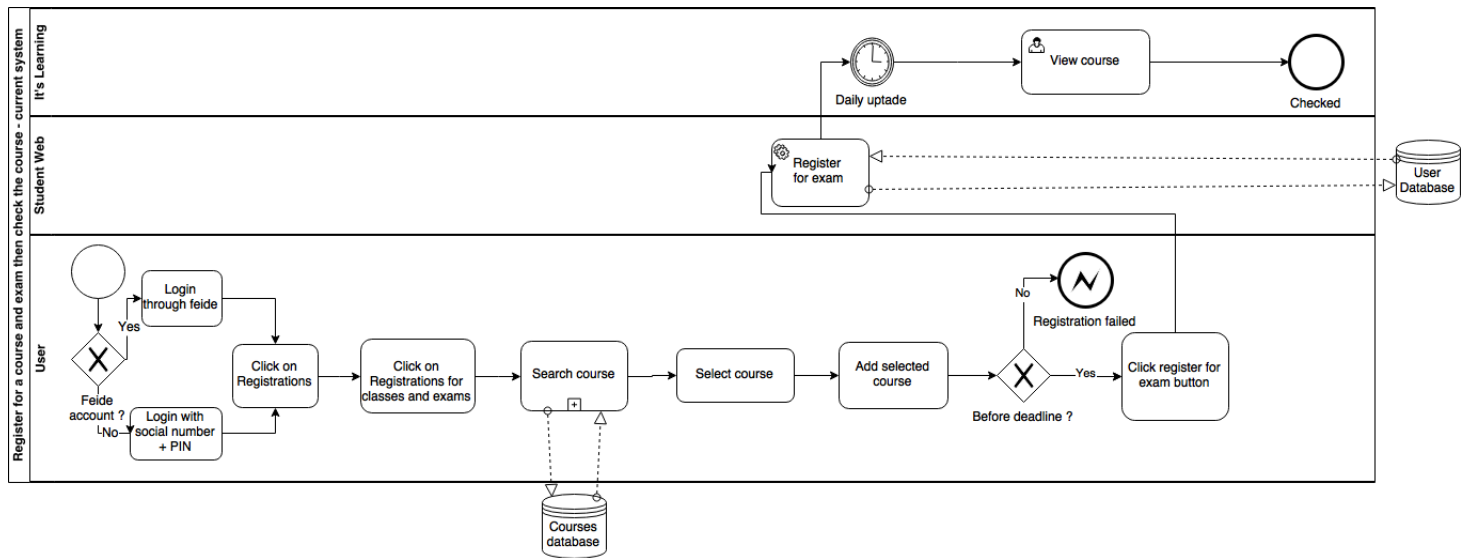 Register for a course and exam then check the course - current system
It's Learning
Daily uptade
View course
Checked
Student Web
Register
for exam
User
Database
User
Feide
account ?
Yes
No
Login
through feide
Login with
social number
+ PIN
Click on
Registrations
Click on
Registrations for
classes and exams
Search course
Courses
database
Select course
Add selected
course
Before deadline ?
No
Registration failed
Yes
Click register for
exam button